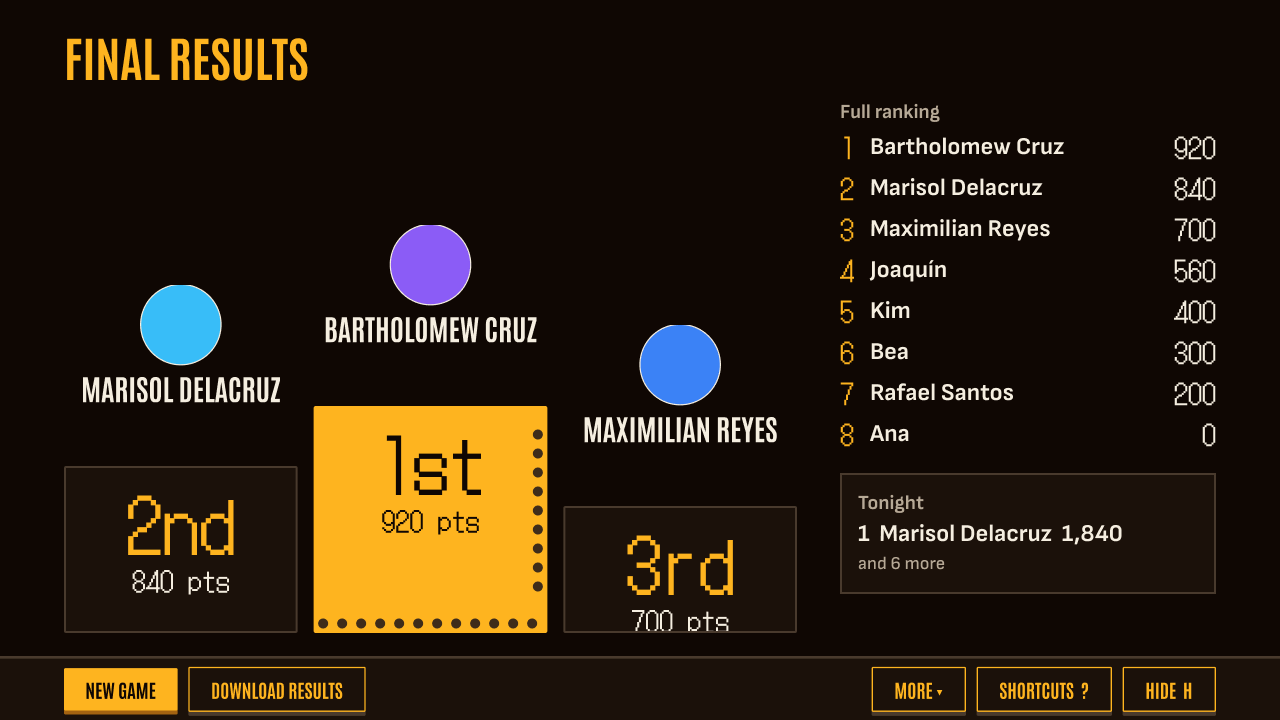 FINAL RESULTS
MARISOL DELACRUZ
2nd
840 pts
BARTHOLOMEW CRUZ
1st
920 pts
MAXIMILIAN REYES
3rd
700 pts
Full ranking
1 Bartholomew Cruz 920
2 Marisol Delacruz 840
3 Maximilian Reyes 700
4 Joaquín 560
5 Kim 400
6 Bea 300
7 Rafael Santos 200
8 Ana 0
Tonight
1 Marisol Delacruz 1,840
and 6 more
NEW GAME DOWNLOAD RESULTS MORE ▾ SHORTCUTS ? HIDE H